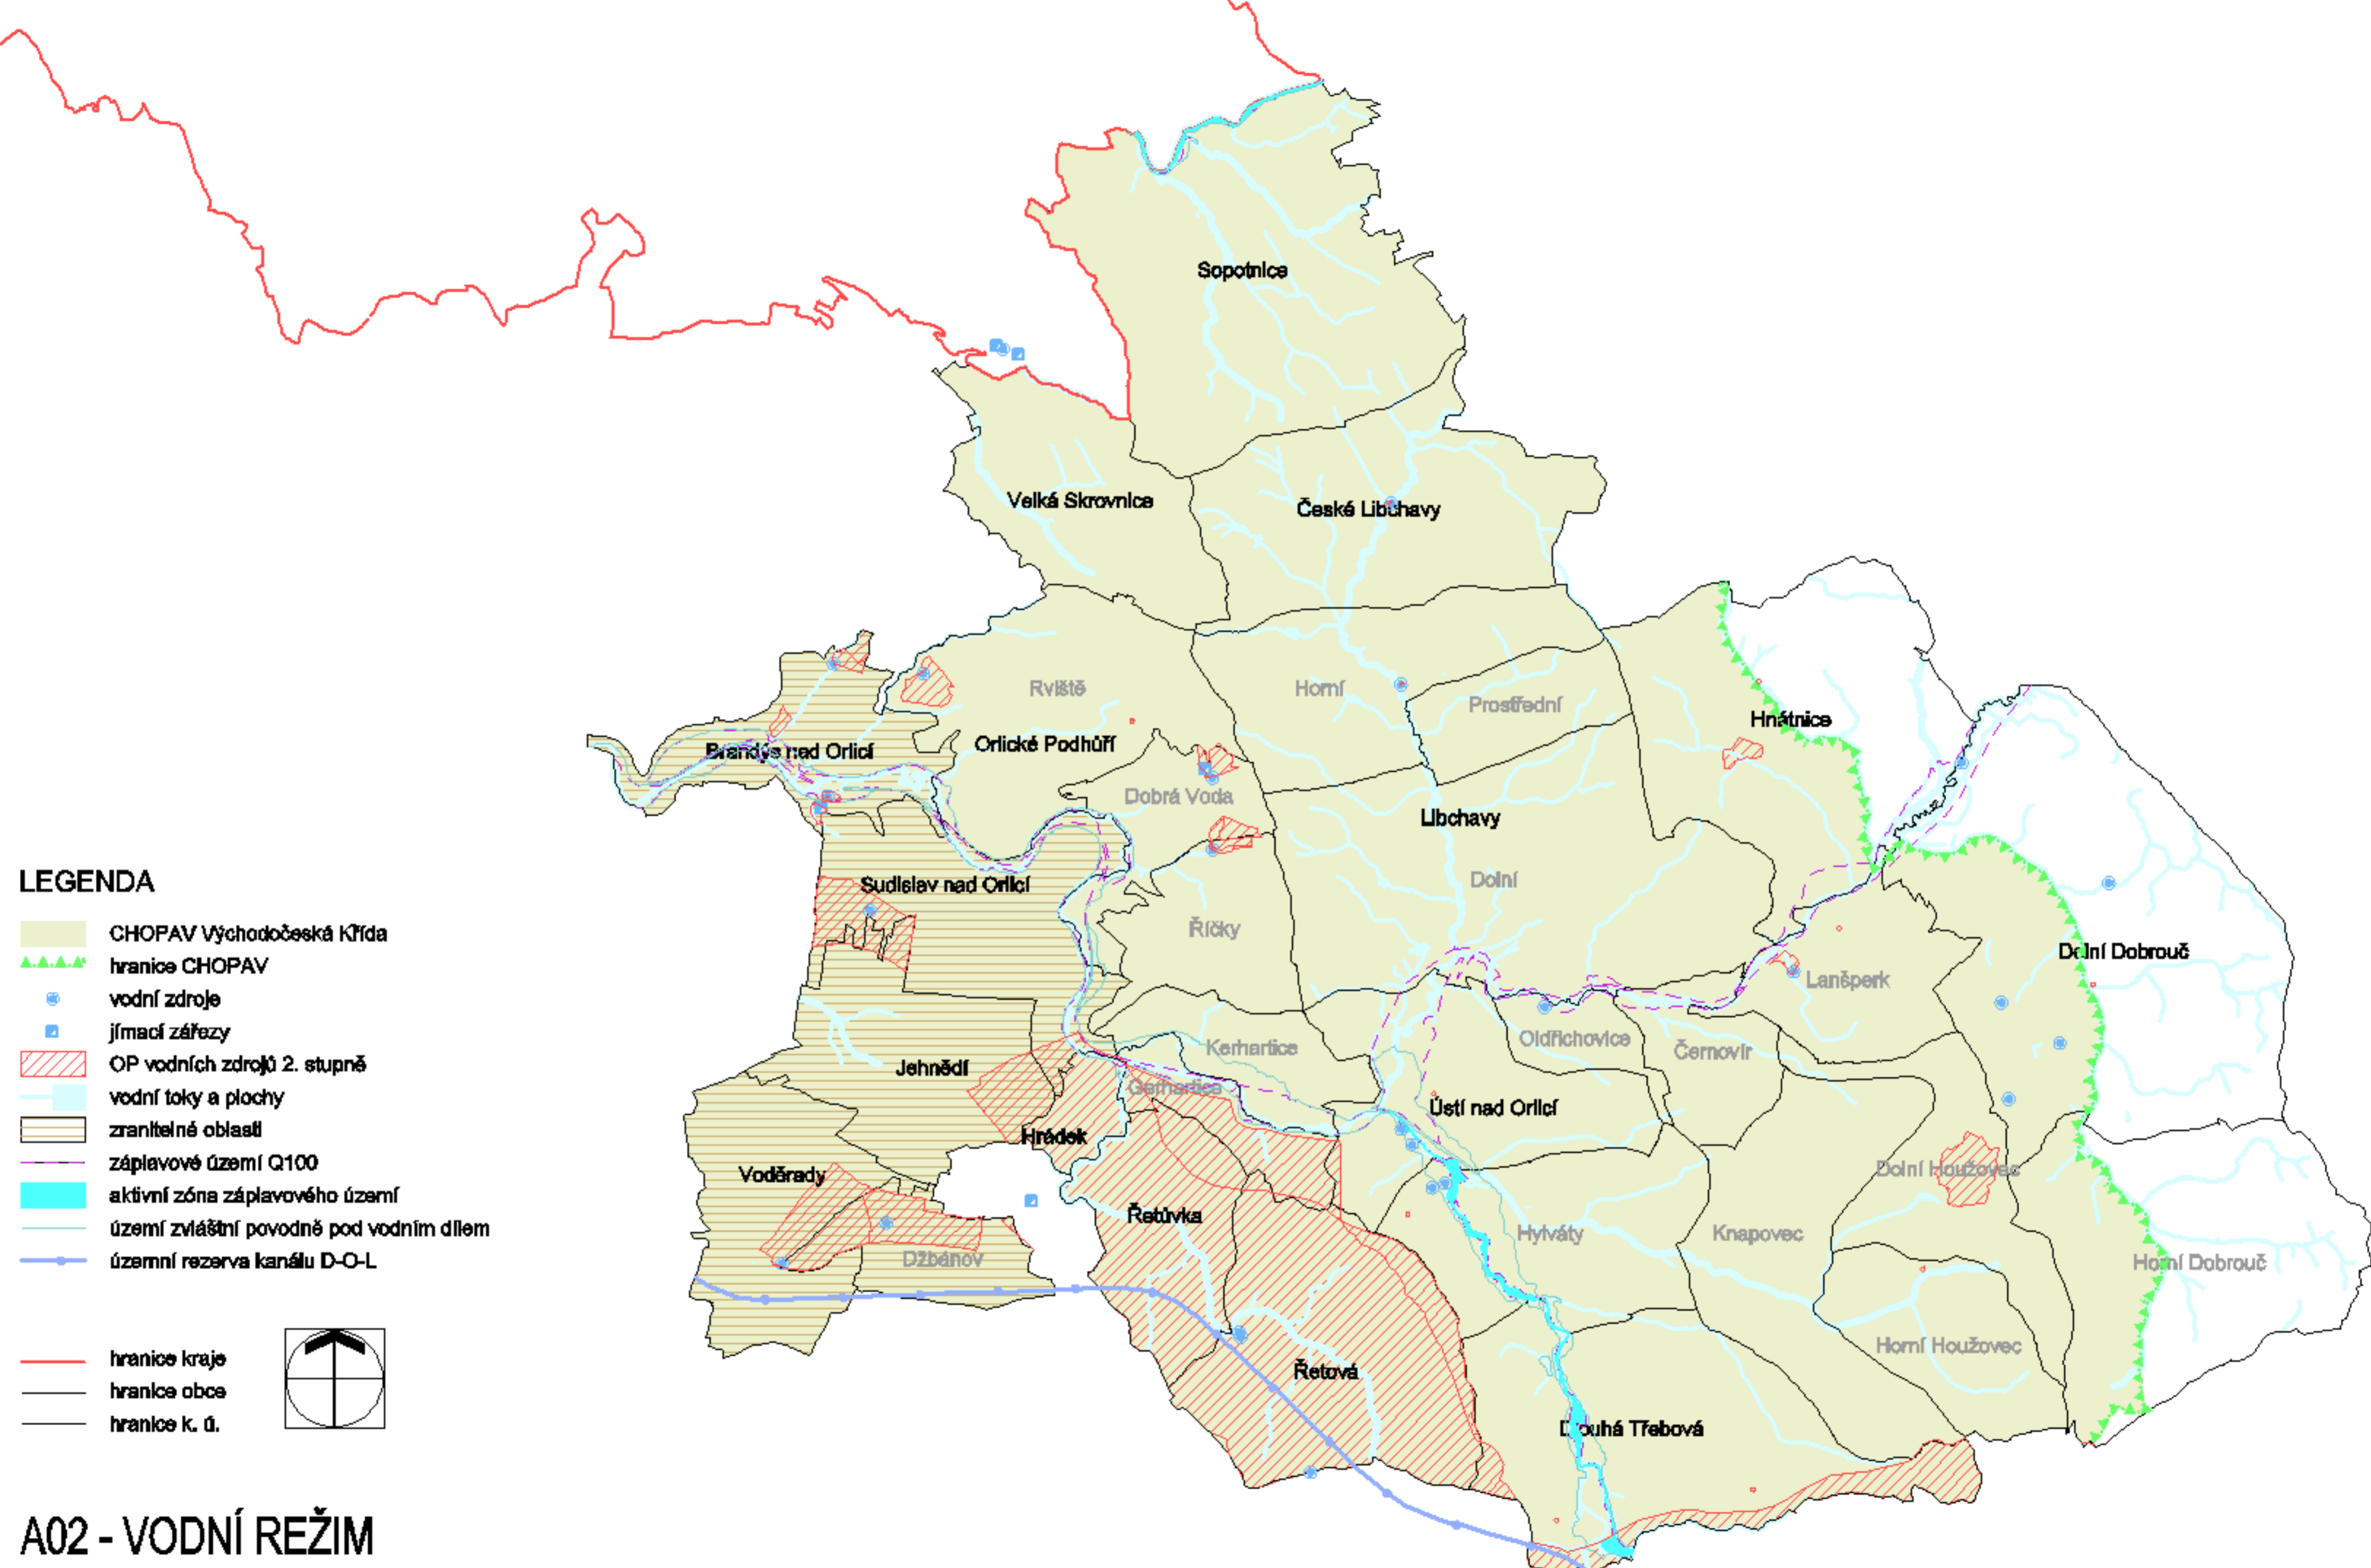 Sopotnice
Velká Skrovnice
České Libchavy
Rviště
Horní
Prostřední
Hnátnice
Brandýs nad Orlicí
Orlické Podhůří
Dobrá Voda
Libchavy
Sudislav nad Orlicí
Dolní
Říčky
Dolní Dobrouč
Lanšperk
Kerhartice
Oldřichovice
Černovír
Jehnědí
Gerhartice
Ústí nad Orlicí
Hrádek
Voděrady
Dolní Houžovec
Řetůvka
Hylváty
Knapovec
Džbánov
Horní Dobrouč
Horní Houžovec
Řetová
Dlouhá Třebová
LEGENDA
CHOPAV Východočeská Křída
hranice CHOPAV
vodní zdroje
jímací zářezy
OP vodních zdrojů 2. stupně
vodní toky a plochy
zranitelné oblasti
záplavové území Q100
aktivní zóna záplavového území
území zvláštní povodně pod vodním dílem
územní rezerva kanálu D-O-L
hranice kraje
hranice obce
hranice k. ú.
A02 - VODNÍ REŽIM